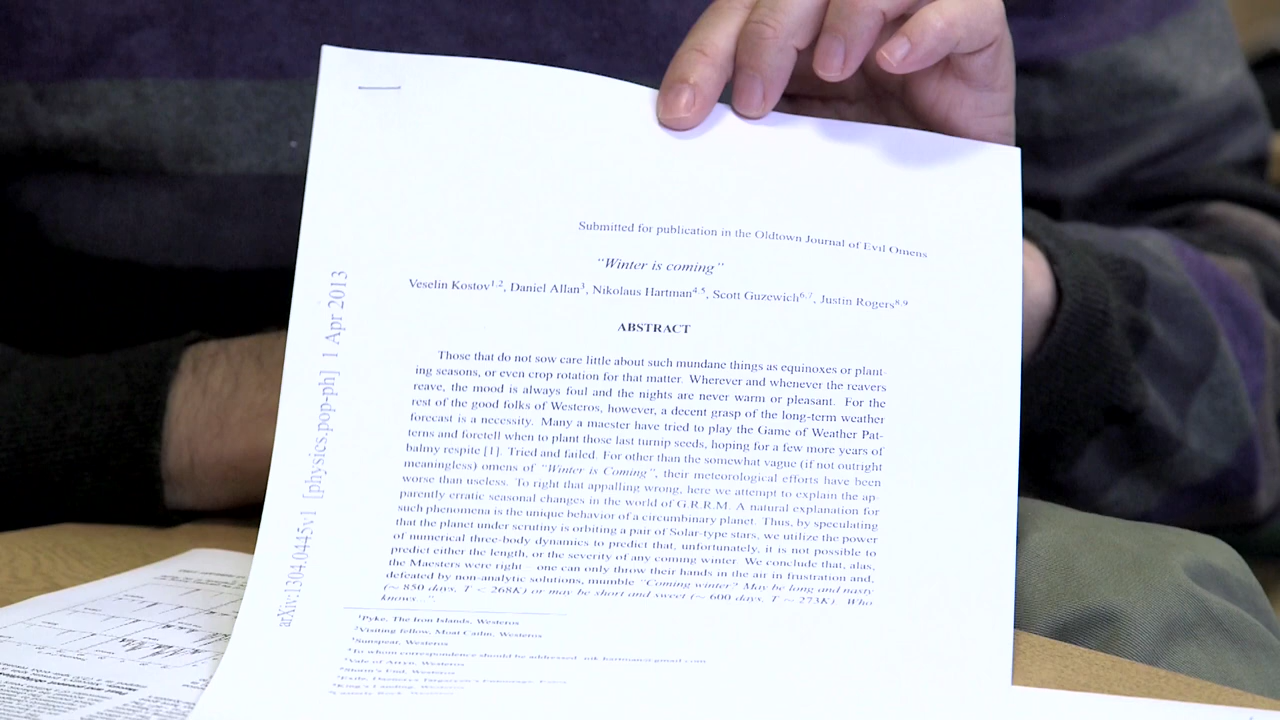 Submitted for publication in the Oldtown Journal of Evil Omens
"Winter is coming"
Veselin Kostov1,2, Daniel Allan3, Nikolaus Hartman4,5, Scott Guzewich6,7, Justin Rogers8,9
ABSTRACT
Those that do not sow care little about such mundane things as equinoxes or plant-
ing seasons, or even crop rotation for that matter. Wherever and whenever the reavers
reave, the mood is always foul and the nights are never warm or pleasant. For the
rest of the good folks of Westeros, however, a decent grasp of the long-term weather
forecast is a necessity. Many a maester have tried to play the Game of Weather Pat-
terns and foretell when to plant those last turnip seeds, hoping for a few more years of
balmy respite [1]. Tried and failed. For other than the somewhat vague (if not outright
meaningless) omens of "Winter is Coming", their meteorological efforts have been
worse than useless. To right that appalling wrong, here we attempt to explain the ap-
parently erratic seasonal changes in the world of G.R.R.M. A natural explanation for
such phenomena is the unique behavior of a circumbinary planet. Thus, by speculating
that the planet under scrutiny is orbiting a pair of Solar-type stars, we utilize the power
of numerical three-body dynamics to predict that, unfortunately, it is not possible to
predict either the length, or the severity of any coming winter. We conclude that, alas,
the Maesters were right – one can only throw their hands in the air in frustration and,
defeated by non-analytic solutions, mumble "Coming winter? May be long and nasty
(~ 850 days, T < 268K) or may be short and sweet (~ 600 days, T ~ 273K). Who
knows...".
1Pyke, The Iron Islands, Westeros
2Visiting fellow, Moat Cailin, Westeros
3Sunspear, Westeros
4To whom correspondence should be addressed
5Vale of Arryn, Westeros
6Storm's End, Westeros
8King's Landing, Westeros
arXiv:1304.0445v1 [physics.pop-ph] 1 Apr 2013